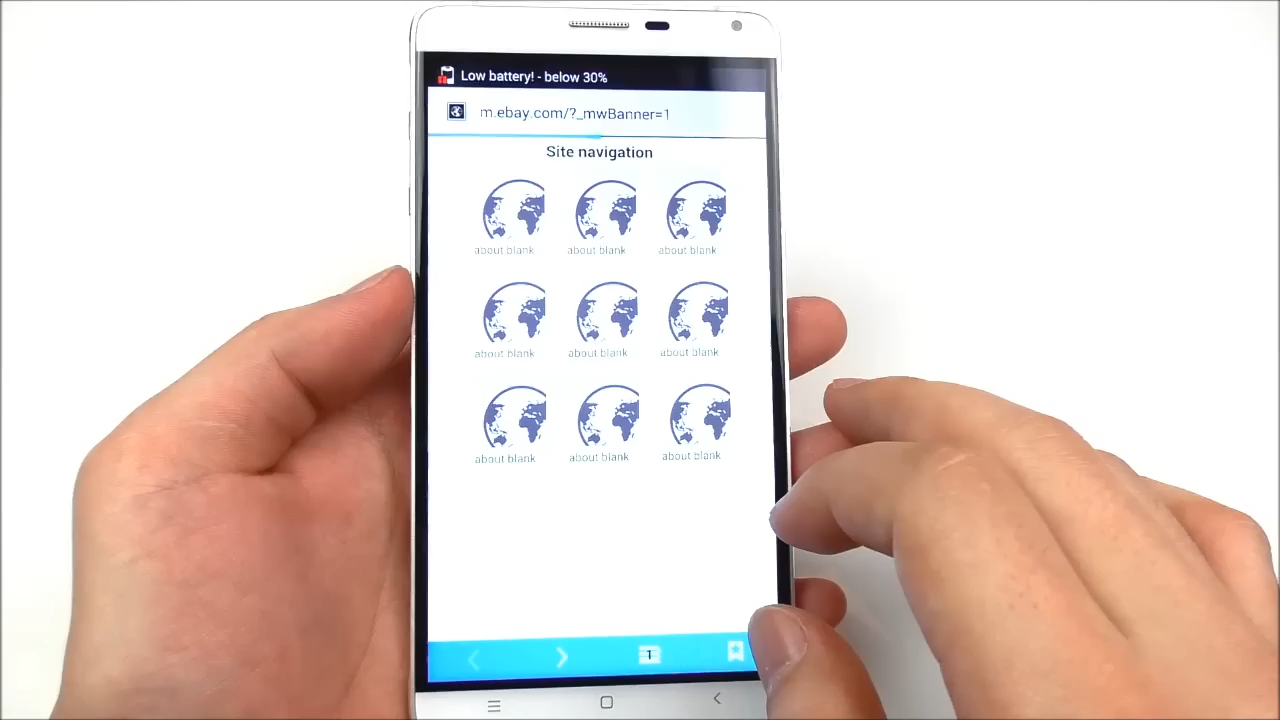 Low battery! - below 30%
m.ebay.com/?_mwBanner=1
Site navigation
about blank about blank about blank
about blank about blank about blank
about blank about blank about blank
1